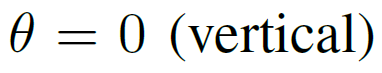 θ = 0 (vertical)